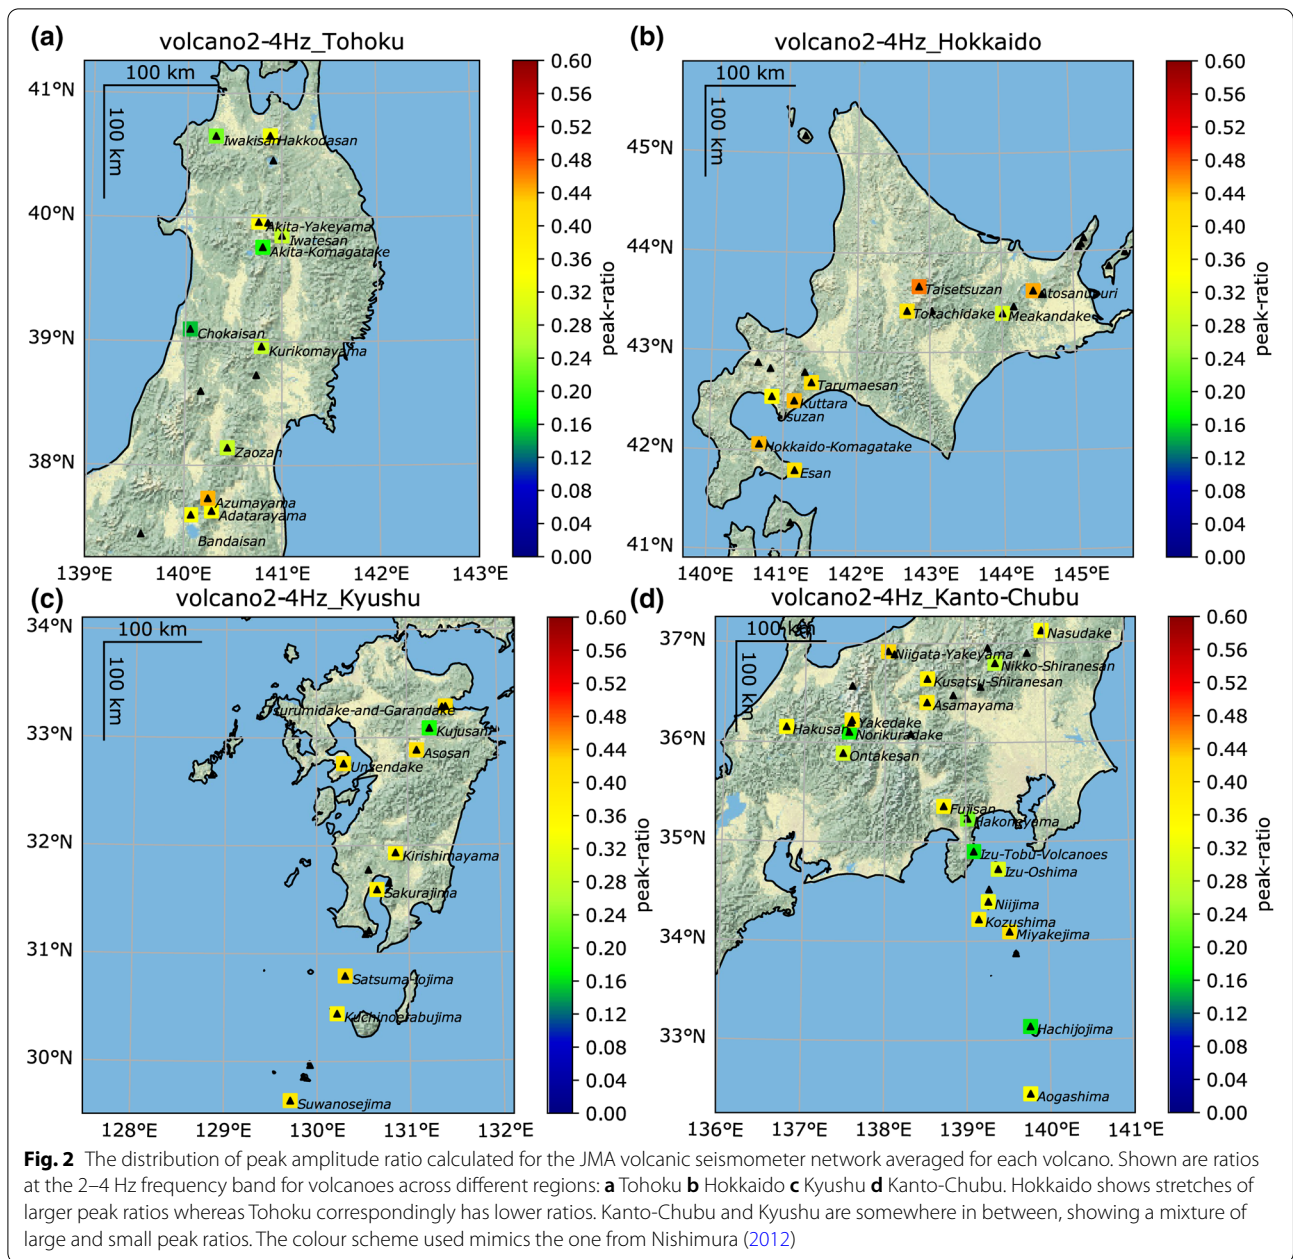 (a)
volcano2-4Hz_Tohoku
100 km
100 km
41°N
40°N
39°N
38°N
139°E
140°E
141°E
142°E
143°E
Iwakisan
Hakkodasan
Akita-Yakeyama
Iwatesan
Akita-Komagatake
Chokaisan
Kurikomayama
Zaozan
Azumayama
Adatarayama
Bandaisan
0.60
0.56
0.52
0.48
0.44
0.40
0.36
0.32
0.28
0.24
0.20
0.16
0.12
0.08
0.04
0.00
peak-ratio
(b)
volcano2-4Hz_Hokkaido
100 km
100 km
45°N
44°N
43°N
42°N
41°N
140°E
141°E
142°E
143°E
144°E
145°E
Taisetsuzan
Atosanupuri
Tokachidake
Meakandake
Tarumaesan
Kuttara
Usuzan
Hokkaido-Komagatake
Esan
0.60
0.56
0.52
0.48
0.44
0.40
0.36
0.32
0.28
0.24
0.20
0.16
0.12
0.08
0.04
0.00
peak-ratio
(c)
volcano2-4Hz_Kyushu
100 km
100 km
34°N
33°N
32°N
31°N
30°N
128°E
129°E
130°E
131°E
132°E
Tsurumidake-and-Garandake
Kujusan
Asosan
Unzendake
Kirishimayama
Sakurajima
Satsuma-Iojima
Kuchinoerabujima
Suwanosejima
0.60
0.56
0.52
0.48
0.44
0.40
0.36
0.32
0.28
0.24
0.20
0.16
0.12
0.08
0.04
0.00
peak-ratio
(d)
volcano2-4Hz_Kanto-Chubu
100 km
100 km
37°N
36°N
35°N
34°N
33°N
136°E
137°E
138°E
139°E
140°E
141°E
Nasudake
Niigata-Yakeyama
Nikko-Shiranesan
Kusatsu-Shiranesan
Asamayama
Yakedake
Hakusan
Norikuradake
Ontakesan
Fujisan
Hakoneyama
Izu-Tobu-Volcanoes
Izu-Oshima
Niijima
Kozushima
Miyakejima
Hachijojima
Aogashima
0.60
0.56
0.52
0.48
0.44
0.40
0.36
0.32
0.28
0.24
0.20
0.16
0.12
0.08
0.04
0.00
peak-ratio
Fig. 2 The distribution of peak amplitude ratio calculated for the JMA volcanic seismometer network averaged for each volcano. Shown are ratios
at the 2–4 Hz frequency band for volcanoes across different regions: a Tohoku b Hokkaido c Kyushu d Kanto-Chubu. Hokkaido shows stretches of
larger peak ratios whereas Tohoku correspondingly has lower ratios. Kanto-Chubu and Kyushu are somewhere in between, showing a mixture of
large and small peak ratios. The colour scheme used mimics the one from Nishimura (2012)